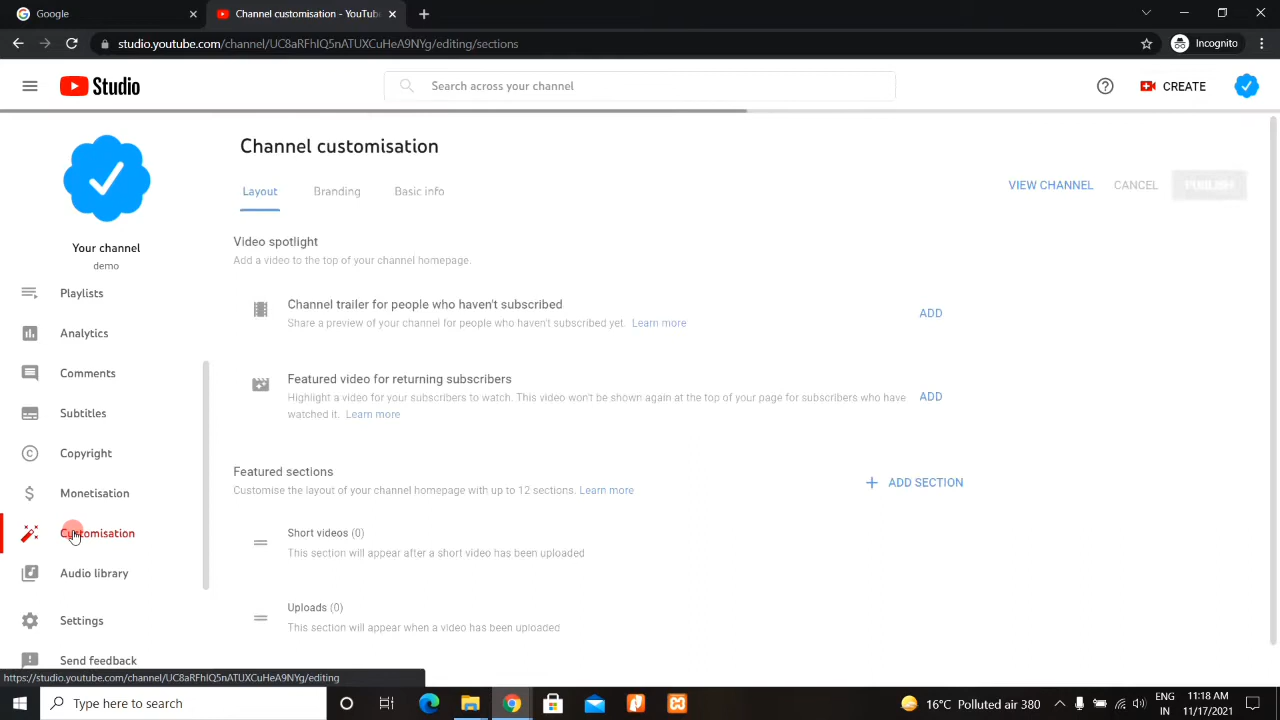 Google
Channel customisation - YouTube
studio.youtube.com/channel/UC8aRFhIQ5nATUXCuHeA9NYg/editing/sections
Incognito
Studio
Search across your channel
CREATE
Your channel
demo
Playlists
Analytics
Comments
Subtitles
Copyright
Monetisation
Customisation
Audio library
Settings
Send feedback
https://studio.youtube.com/channel/UC8aRFhIQ5nATUXCuHeA9NYg/editing
Channel customisation
Layout
Branding
Basic info
VIEW CHANNEL
CANCEL
PUBLISH
Video spotlight
Add a video to the top of your channel homepage.
Channel trailer for people who haven't subscribed
Share a preview of your channel for people who haven't subscribed yet. Learn more
ADD
Featured video for returning subscribers
Highlight a video for your subscribers to watch. This video won't be shown again at the top of your page for subscribers who have
watched it. Learn more
ADD
Featured sections
Customise the layout of your channel homepage with up to 12 sections. Learn more
ADD SECTION
Short videos (0)
This section will appear after a short video has been uploaded
Uploads (0)
This section will appear when a video has been uploaded
Type here to search
16°C Polluted air 380
ENG
IN
11:18 AM
11/17/2021